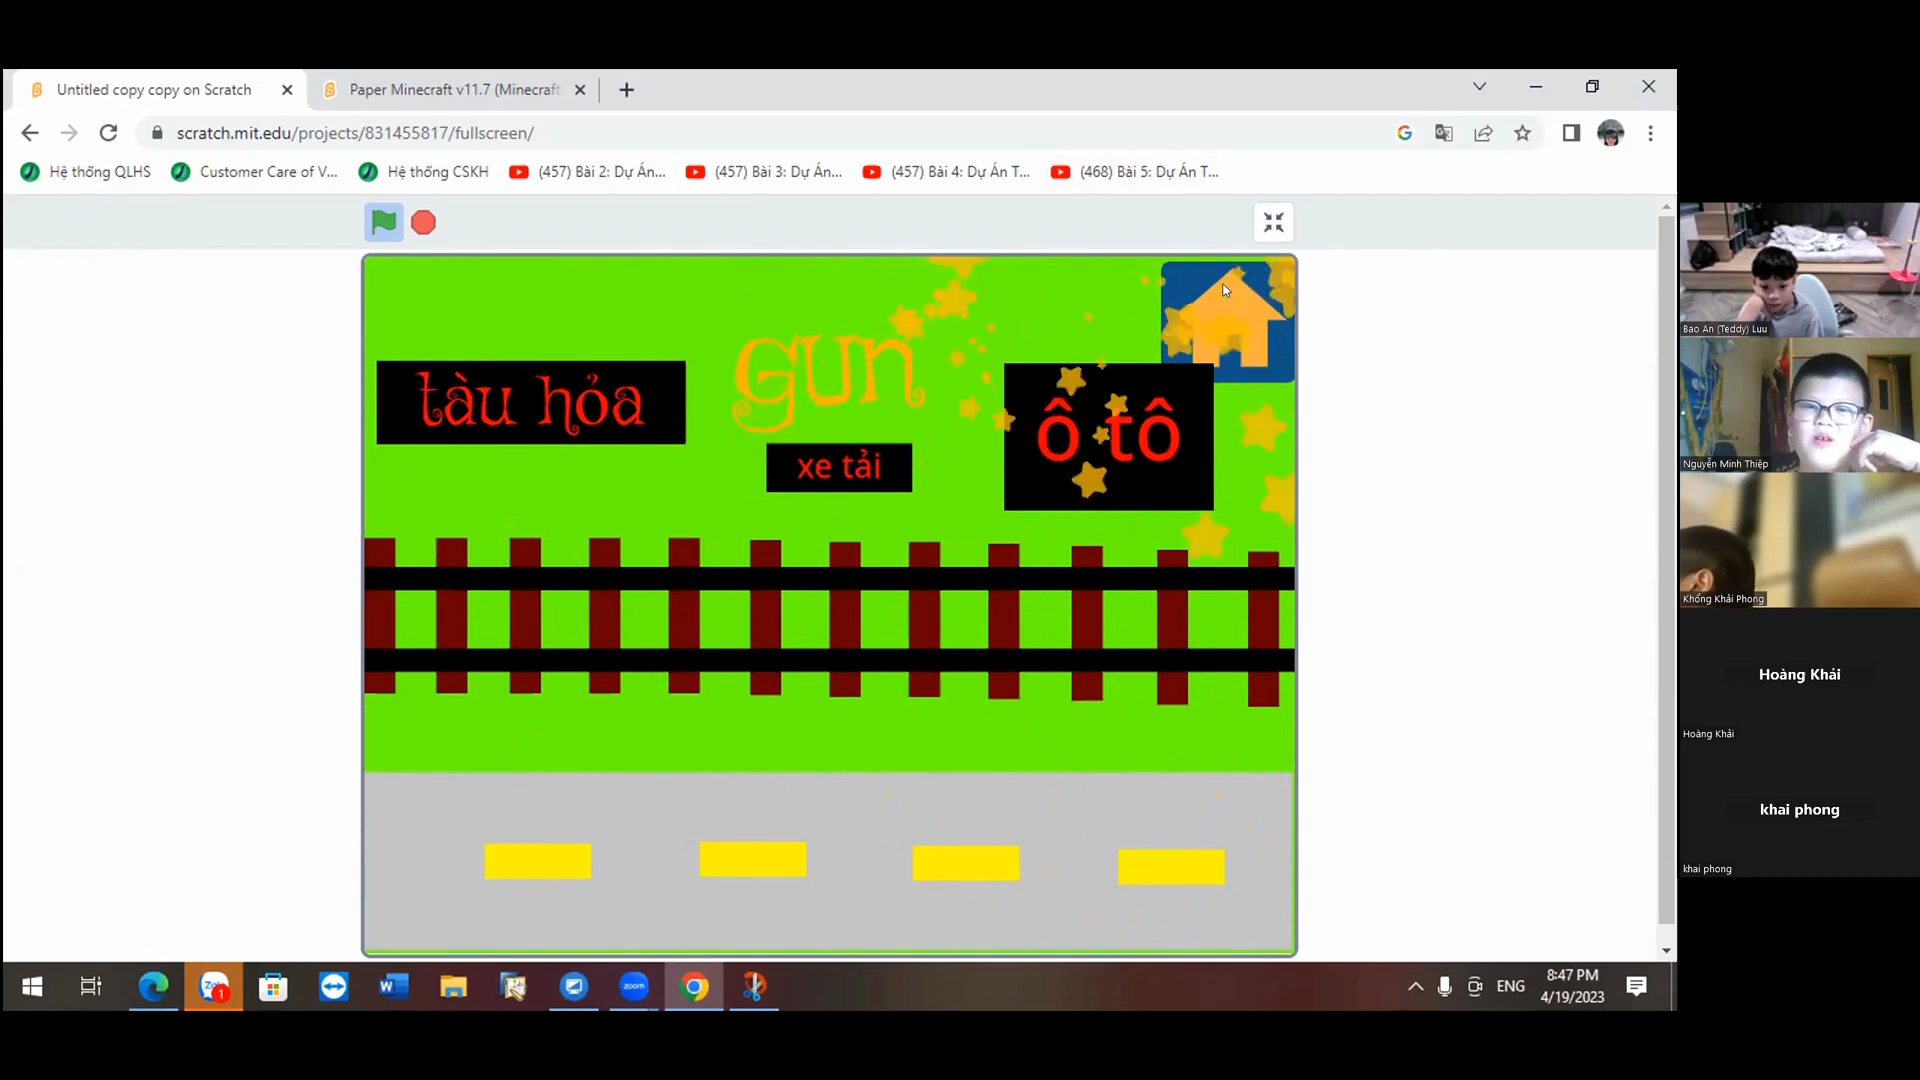 Untitled copy copy on Scratch
Paper Minecraft v11.7 (Minecraft
scratch.mit.edu/projects/831455817/fullscreen/
Hệ thống QLHS
Customer Care of V...
Hệ thống CSKH
(457) Bài 2: Dự Án...
(457) Bài 3: Dự Án...
(457) Bài 4: Dự Án T...
(468) Bài 5: Dự Án T...
tàu hỏa
gun
xe tải
ô tô
Bao An (Teddy) Luu
Nguyễn Minh Thiệp
Khổng Khải Phong
Hoàng Khải
Hoàng Khải
khai phong
khai phong
Zalo
1
W
zoom
ENG
8:47 PM
4/19/2023